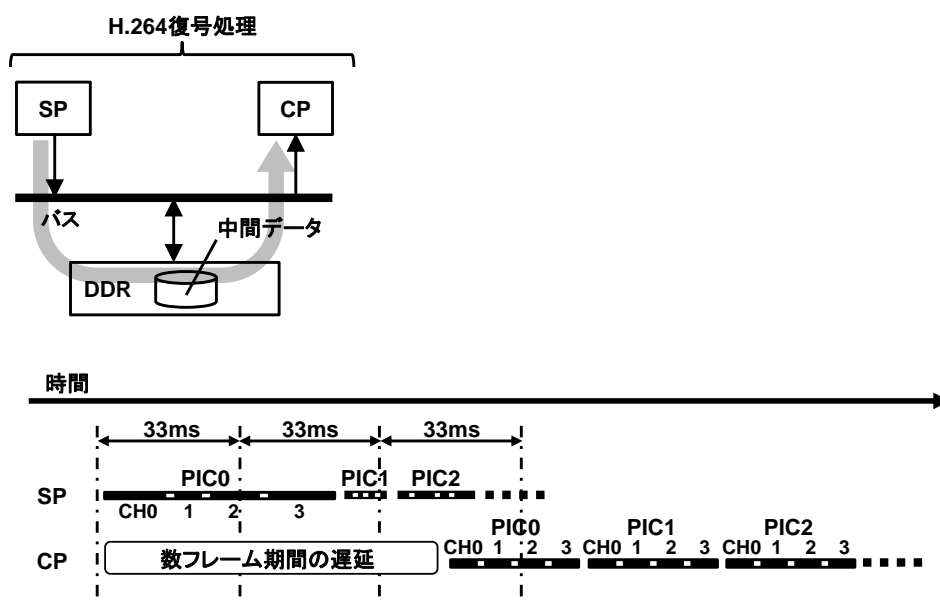 H.264復号処理
SP
CP
バス
中間データ
DDR
時間
33ms 33ms 33ms
PIC0 PIC1 PIC2
SP
CH0 1 2 3
PIC0 PIC1 PIC2
CH0 1 2 3 CH0 1 2 3 CH0 1 2 3
CP
数フレーム期間の遅延